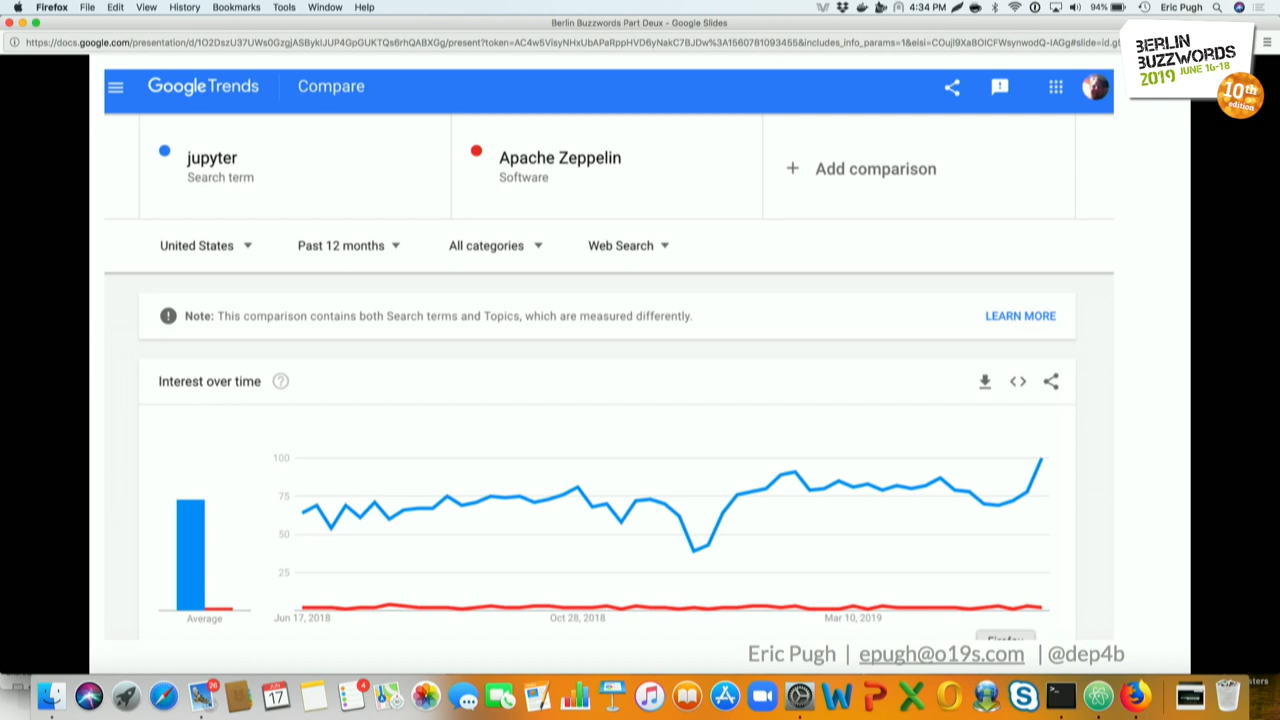 Firefox File Edit View History Bookmarks Tools Window Help 4:34 PM 94% Eric Pugh
Berlin Buzzwords Part Deux - Google Slides
BERLIN
BUZZWORDS
2019 JUNE 16-18
10th
edition
Google Trends Compare
jupyter
Search term
Apache Zeppelin
Software
+ Add comparison
United States Past 12 months All categories Web Search
Note: This comparison contains both Search terms and Topics, which are measured differently. LEARN MORE
Interest over time
100
75
50
25
Average
Jun 17, 2018 Oct 28, 2018 Mar 10, 2019
Firefox
Eric Pugh | epugh@o19s.com | @dep4b
JUN
17